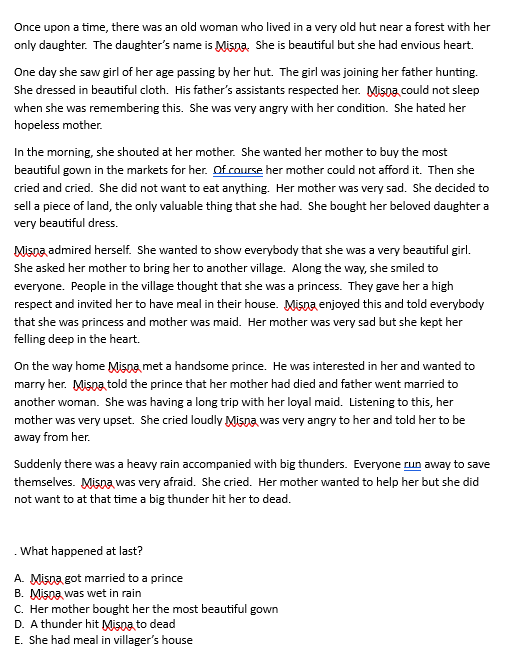 Once upon a time, there was an old woman who lived in a very old hut near a forest with her
only daughter. The daughter's name is Misna. She is beautiful but she had envious heart.
One day she saw girl of her age passing by her hut. The girl was joining her father hunting.
She dressed in beautiful cloth. His father's assistants respected her. Misna could not sleep
when she was remembering this. She was very angry with her condition. She hated her
hopeless mother.
In the morning, she shouted at her mother. She wanted her mother to buy the most
beautiful gown in the markets for her. Of course her mother could not afford it. Then she
cried and cried. She did not want to eat anything. Her mother was very sad. She decided to
sell a piece of land, the only valuable thing that she had. She bought her beloved daughter a
very beautiful dress.
Misna admired herself. She wanted to show everybody that she was a very beautiful girl.
She asked her mother to bring her to another village. Along the way, she smiled to
everyone. People in the village thought that she was a princess. They gave her a high
respect and invited her to have meal in their house. Misna enjoyed this and told everybody
that she was princess and mother was maid. Her mother was very sad but she kept her
felling deep in the heart.
On the way home Misna met a handsome prince. He was interested in her and wanted to
marry her. Misna told the prince that her mother had died and father went married to
another woman. She was having a long trip with her loyal maid. Listening to this, her
mother was very upset. She cried loudly Misna was very angry to her and told her to be
away from her.
Suddenly there was a heavy rain accompanied with big thunders. Everyone run away to save
themselves. Misna was very afraid. She cried. Her mother wanted to help her but she did
not want to at that time a big thunder hit her to dead.
. What happened at last?
A. Misna got married to a prince
B. Misna was wet in rain
C. Her mother bought her the most beautiful gown
D. A thunder hit Misna to dead
E. She had meal in villager's house